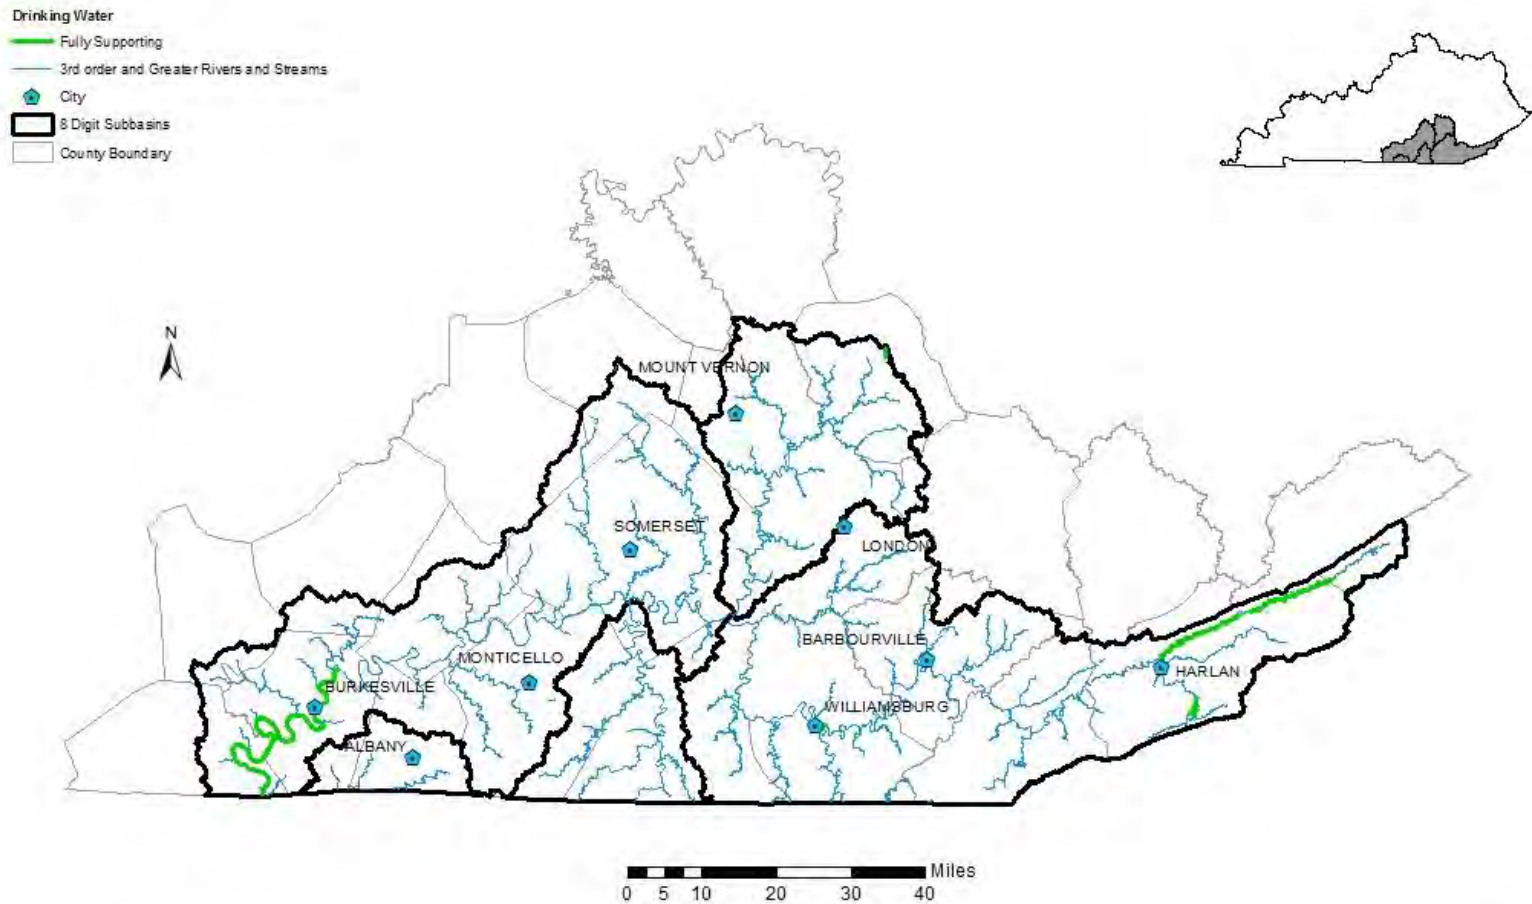 Drinking Water
Fully Supporting
3rd order and Greater Rivers and Streams
City
8 Digit Subbasins
County Boundary
N
MOUNT VERNON
SOMERSET
LONDON
BARBOURVILLE
MONTICELLO
HARLAN
BURKESVILLE
WILLIAMSBURG
ALBANY
Miles
0 5 10 20 30 40